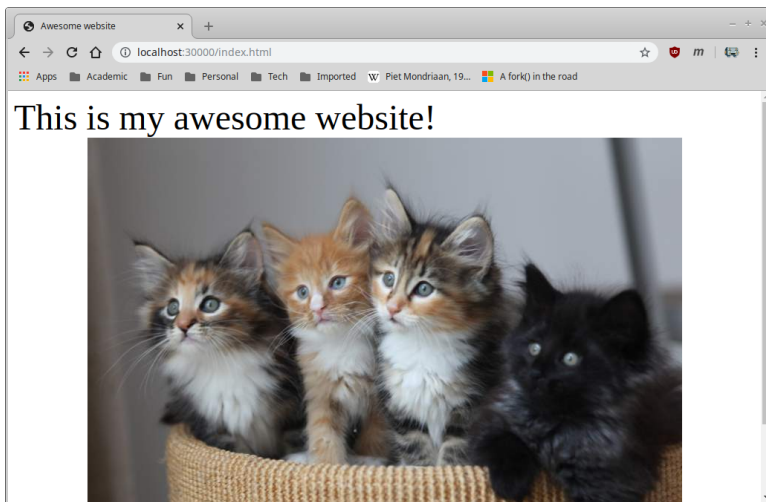 Awesome website
localhost:30000/index.html
Apps Academic Fun Personal Tech Imported W Piet Mondriaan, 19... A fork() in the road
This is my awesome website!